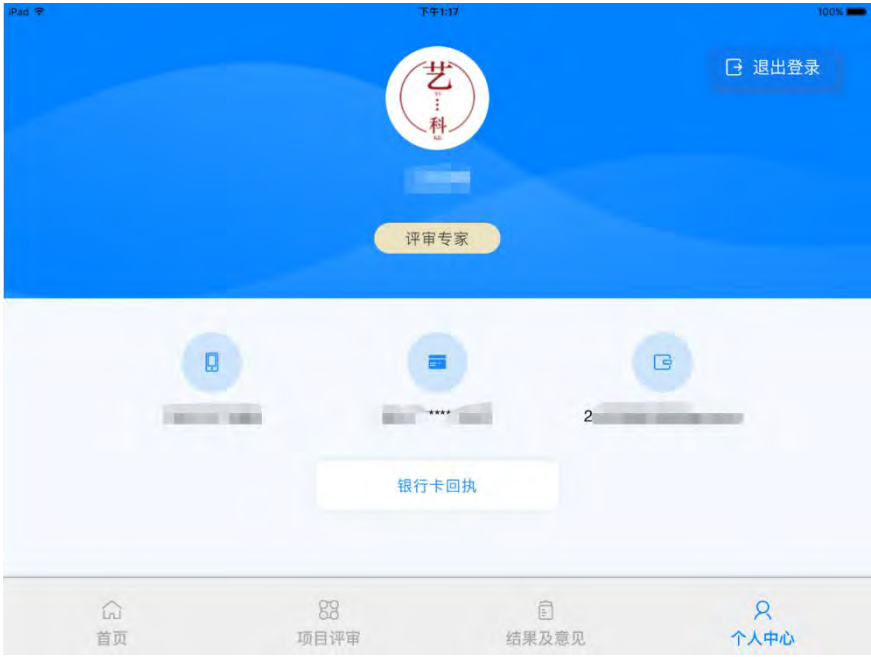 iPad 下午1:17 100%
退出登录
艺
科
评审专家
****
2
银行卡回执
首页 项目评审 结果及意见 个人中心